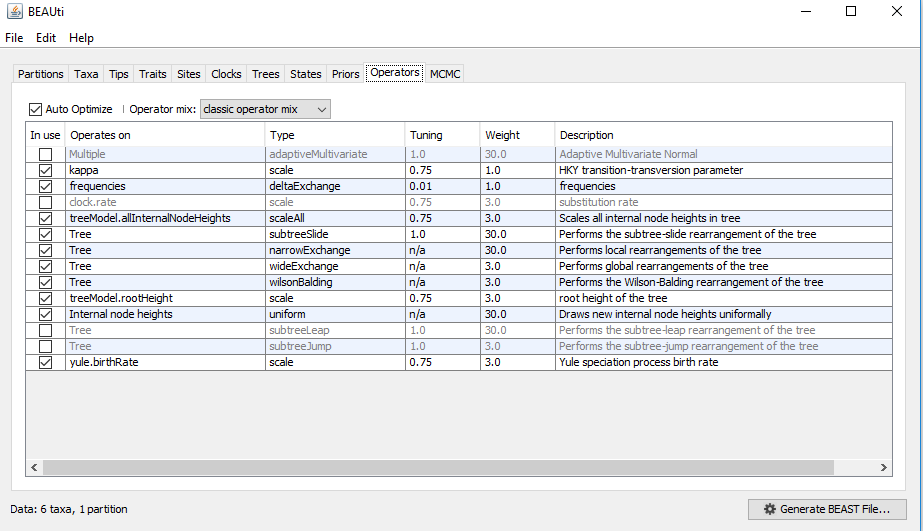 BEAUti
File Edit Help
Partitions Taxa Tips Traits Sites Clocks Trees States Priors Operators MCMC
Auto Optimize | Operator mix: classic operator mix
In use Operates on Type Tuning Weight Description
Multiple adaptiveMultivariate 1.0 30.0 Adaptive Multivariate Normal
kappa scale 0.75 1.0 HKY transition-transversion parameter
frequencies deltaExchange 0.01 1.0 frequencies
clock.rate scale 0.75 3.0 substitution rate
treeModel.allInternalNodeHeights scaleAll 0.75 3.0 Scales all internal node heights in tree
Tree subtreeSlide 1.0 30.0 Performs the subtree-slide rearrangement of the tree
Tree narrowExchange n/a 30.0 Performs local rearrangements of the tree
Tree wideExchange n/a 3.0 Performs global rearrangements of the tree
Tree wilsonBalding n/a 3.0 Performs the Wilson-Balding rearrangement of the tree
treeModel.rootHeight scale 0.75 3.0 root height of the tree
Internal node heights uniform n/a 30.0 Draws new internal node heights uniformally
Tree subtreeLeap 1.0 30.0 Performs the subtree-leap rearrangement of the tree
Tree subtreeJump 1.0 3.0 Performs the subtree-jump rearrangement of the tree
yule.birthRate scale 0.75 3.0 Yule speciation process birth rate
Data: 6 taxa, 1 partition
Generate BEAST File...